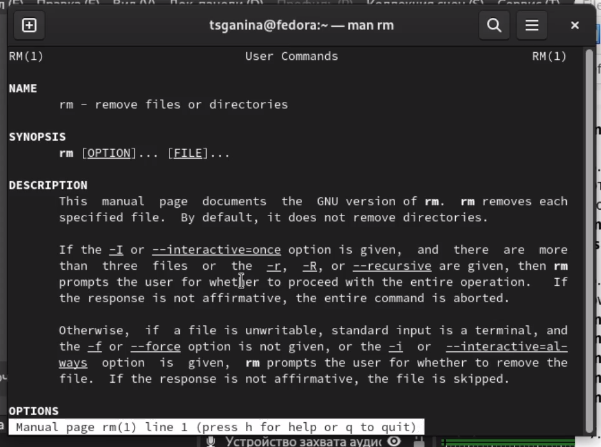 tsganina@fedora:~ — man rm
RM(1) User Commands RM(1)
NAME
rm - remove files or directories
SYNOPSIS
rm [OPTION]... [FILE]...
DESCRIPTION
This manual page documents the GNU version of rm. rm removes each
specified file. By default, it does not remove directories.
If the -I or --interactive=once option is given, and there are more
than three files or the -r, -R, or --recursive are given, then rm
prompts the user for whether to proceed with the entire operation. If
the response is not affirmative, the entire command is aborted.
Otherwise, if a file is unwritable, standard input is a terminal, and
the -f or --force option is not given, or the -i or --interactive=al-
ways option is given, rm prompts the user for whether to remove the
file. If the response is not affirmative, the file is skipped.
OPTIONS
Manual page rm(1) line 1 (press h for help or q to quit)
Устройство захвата аудио